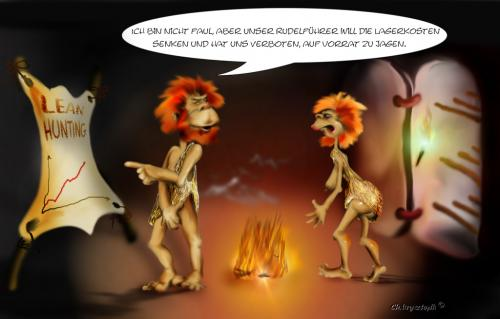 ICH BIN NICHT FAUL, ABER UNSER RUDELFÜHRER WILL DIE LAGERKOSTEN
SENKEN UND HAT UNS VERBOTEN, AUF VORRAT ZU JAGEN.
LEAN
HUNTING